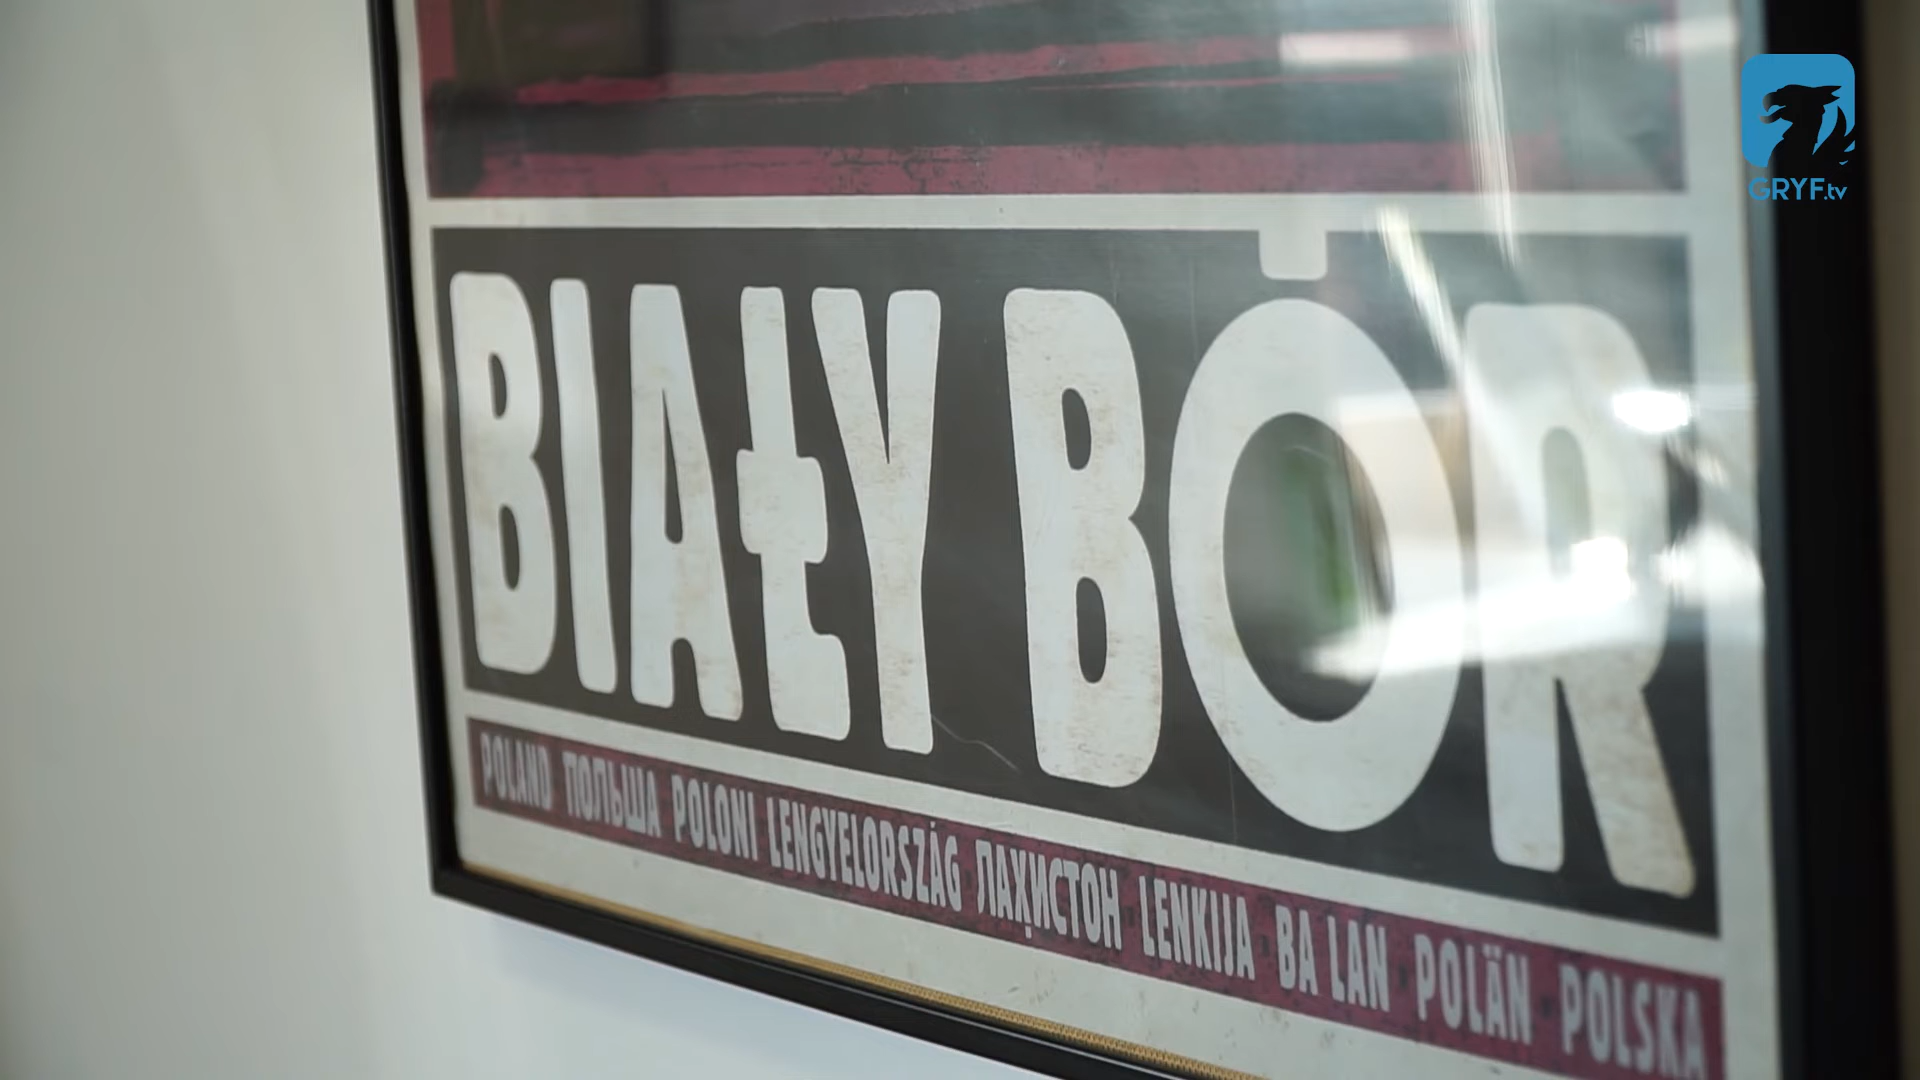 GRYF.tv
BIAŁY BÓR
POLAND ПОЛЬША POLONI LENGYELORSZÁG ЛАҲИСТОН LENKIJA BA LAN POLÄN POLSKA